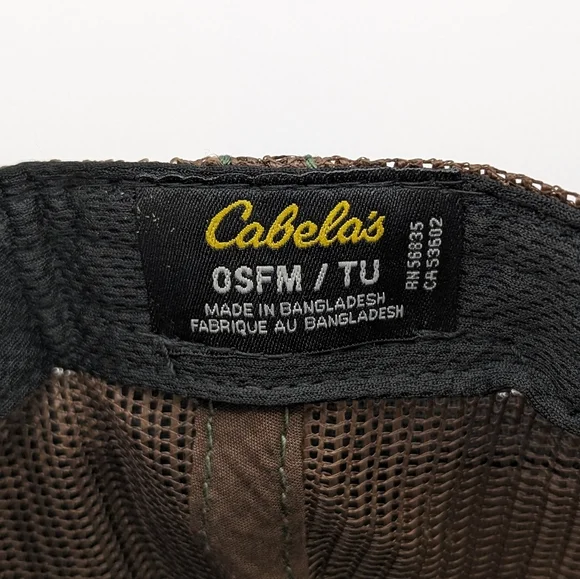 Cabela's
OSFM / TU
MADE IN BANGLADESH
FABRIQUE AU BANGLADESH
RN 56835
CA 53602